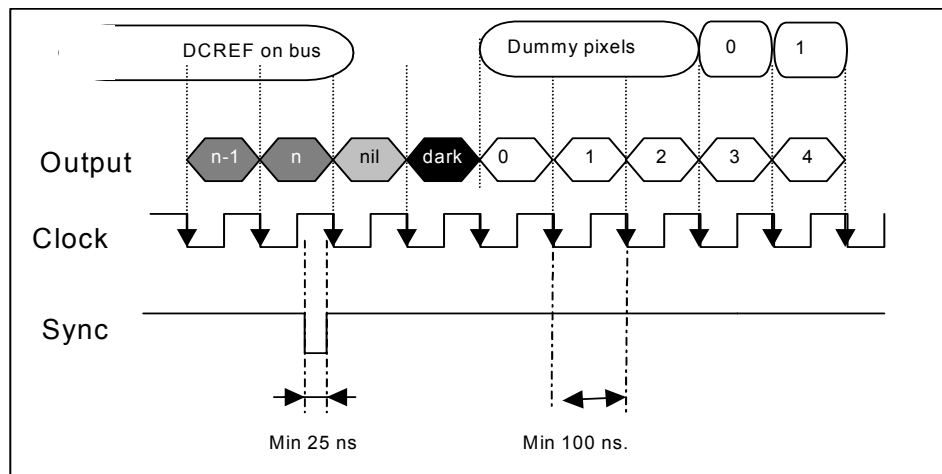 DCREF on bus Dummy pixels 0 1
Output n-1 n nil dark 0 1 2 3 4
Clock
Sync
Min 25 ns Min 100 ns.